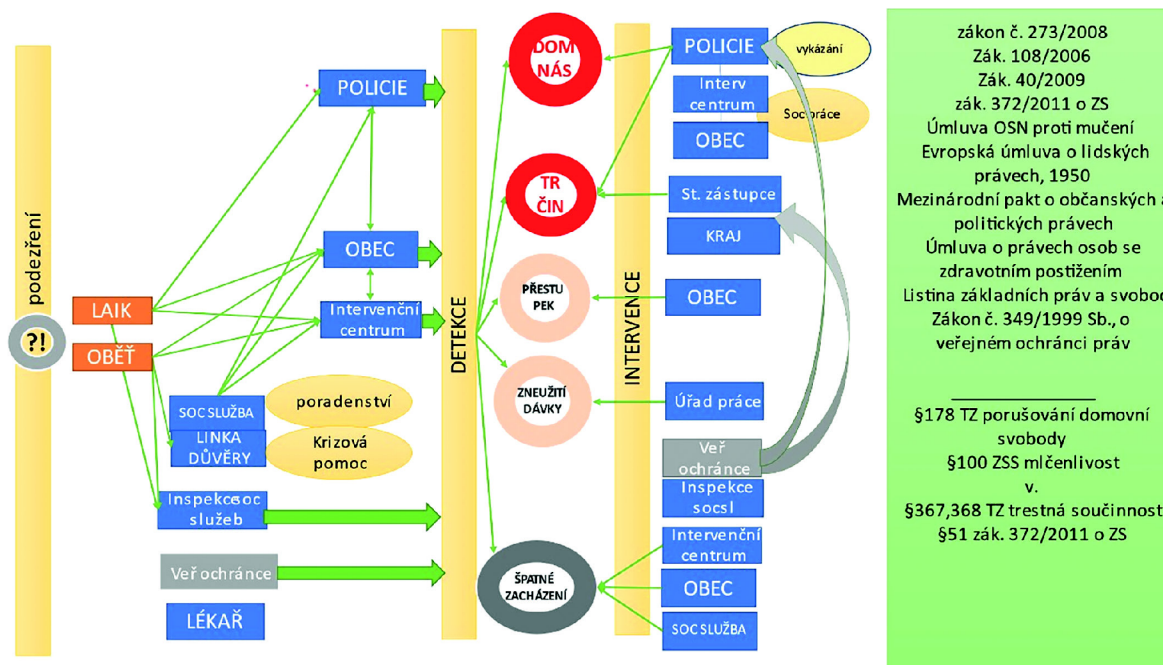 podezření
?!
LAIK
OBĚŤ
POLICIE
OBEC
Intervenční
centrum
SOC SLUŽBA
LINKA
DŮVĚRY
poradenství
Krizová
pomoc
Inspekce soc
služeb
Veř ochránce
LÉKAŘ
DETEKCE
DOM
NÁS
TR
ČIN
PŘESTU
PEK
ZNEUŽITÍ
DÁVKY
ŠPATNÉ
ZACHÁZENÍ
INTERVENCE
POLICIE
vykázání
Interv
centrum
Soc práce
OBEC
St. zástupce
KRAJ
OBEC
Úřad práce
Veř
ochránce
Inspekce
socsl
Intervenční
centrum
OBEC
SOC SLUŽBA
zákon č. 273/2008
Zák. 108/2006
Zák. 40/2009
zák. 372/2011 o ZS
Úmluva OSN proti mučení
Evropská úmluva o lidských
právech, 1950
Mezinárodní pakt o občanských a
politických právech
Úmluva o právech osob se
zdravotním postižením
Listina základních práv a svobod
Zákon č. 349/1999 Sb., o
veřejném ochránci práv
§178 TZ porušování domovní
svobody
§100 ZSS mlčenlivost
v.
§367,368 TZ trestná součinnost
§51 zák. 372/2011 o ZS